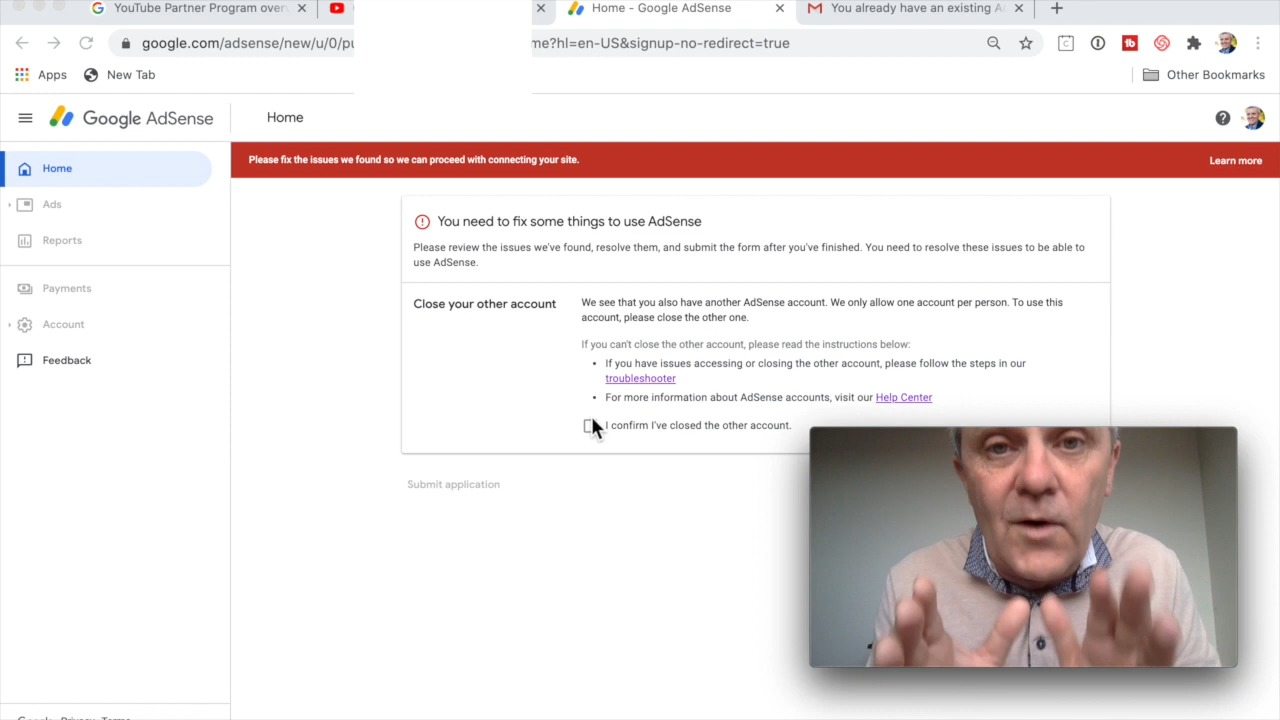 YouTube Partner Program over
Home - Google AdSense
You already have an existing A
google.com/adsense/new/u/0/pu
me?hl=en-US&signup-no-redirect=true
Apps
New Tab
Other Bookmarks
Google AdSense
Home
Home
Please fix the issues we found so we can proceed with connecting your site.
Learn more
Ads
Reports
Payments
Account
Feedback
You need to fix some things to use AdSense
Please review the issues we've found, resolve them, and submit the form after you've finished. You need to resolve these issues to be able to
use AdSense.
Close your other account
We see that you also have another AdSense account. We only allow one account per person. To use this
account, please close the other one.
If you can't close the other account, please read the instructions below:
• If you have issues accessing or closing the other account, please follow the steps in our
troubleshooter
• For more information about AdSense accounts, visit our Help Center
I confirm I've closed the other account.
Submit application